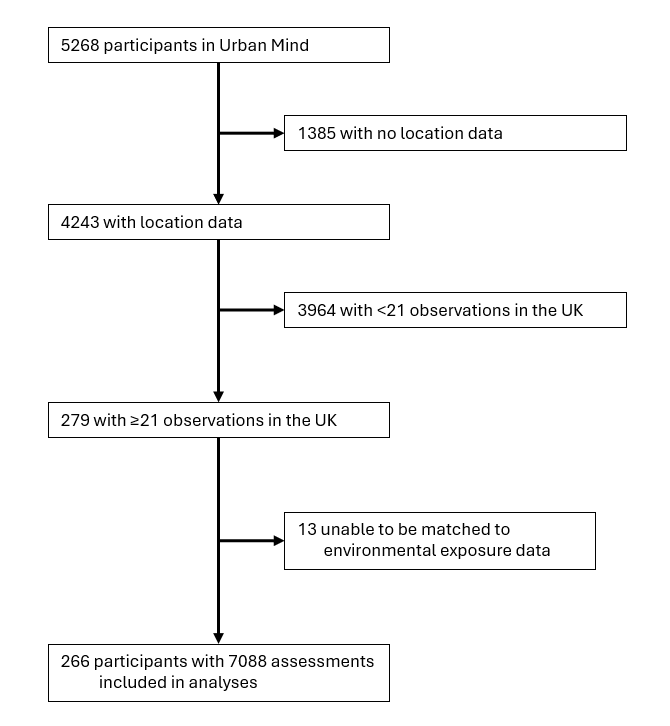 5268 participants in Urban Mind
1385 with no location data
4243 with location data
3964 with <21 observations in the UK
279 with ≥21 observations in the UK
13 unable to be matched to
environmental exposure data
266 participants with 7088 assessments
included in analyses